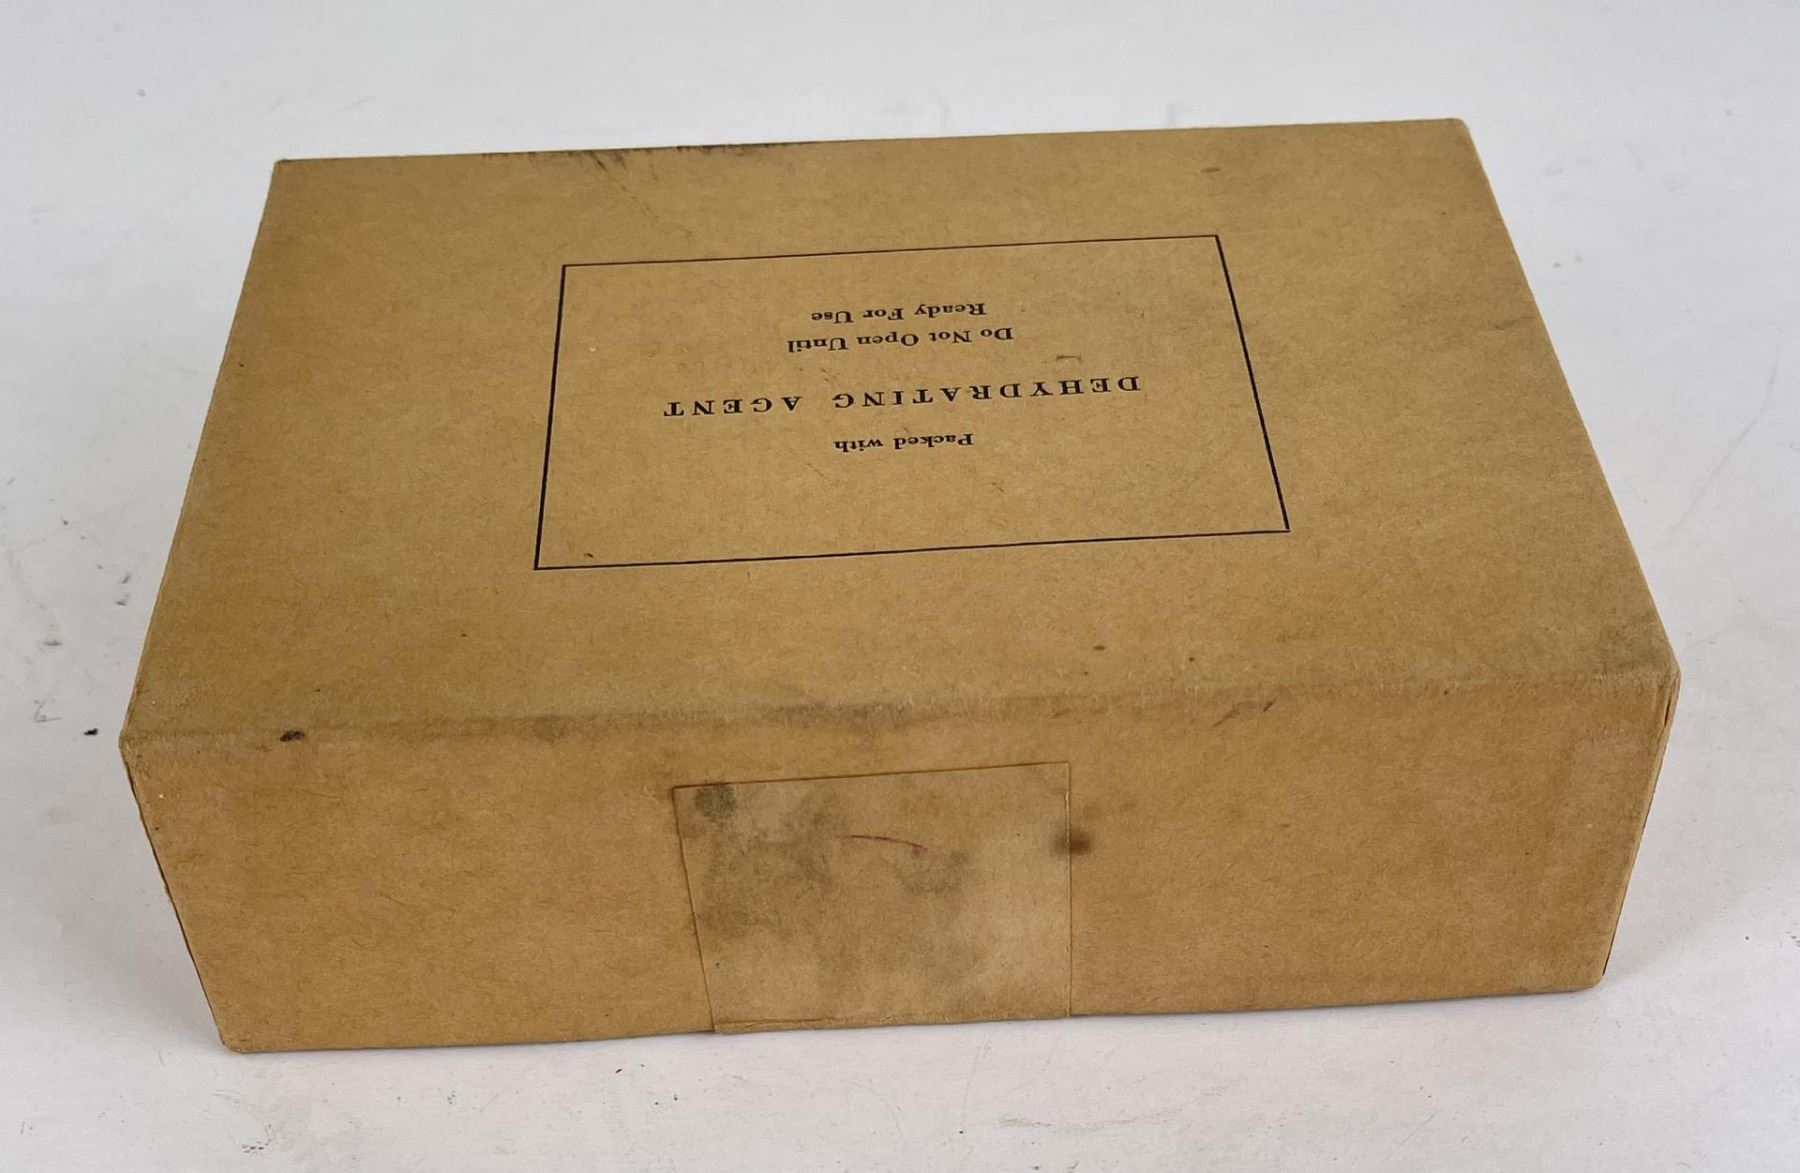 Packed with
DEHYDRATING AGENT
Do Not Open Until
Ready For Use